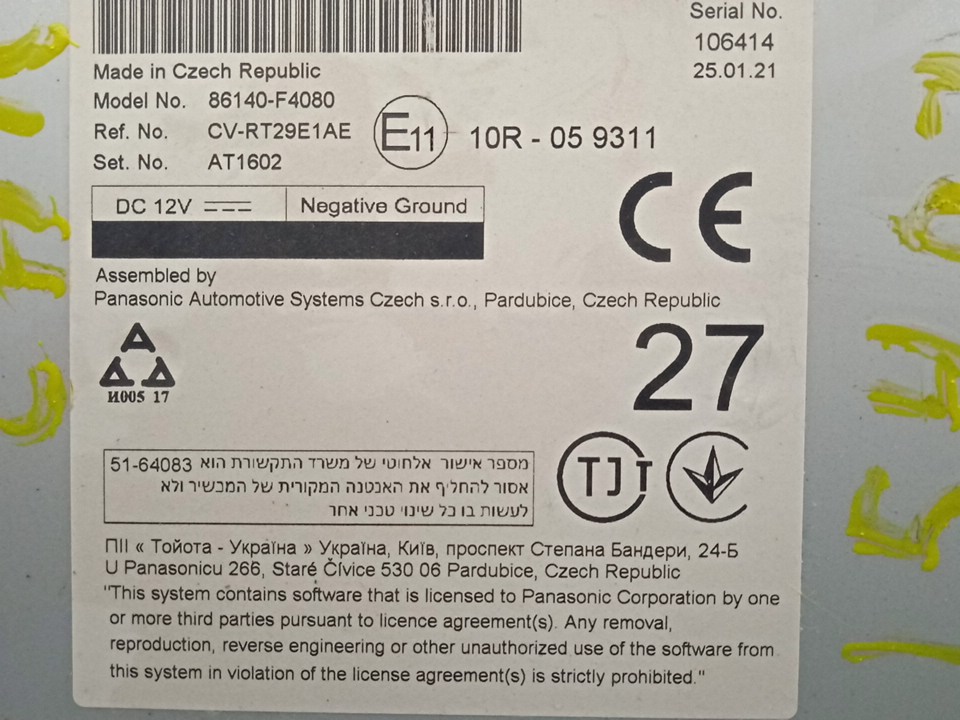 Serial No.
106414
25.01.21
Made in Czech Republic
Model No. 86140-F4080
Ref. No. CV-RT29E1AE
Set. No. AT1602
E11 10R - 05 9311
DC 12V
Negative Ground
CE
Assembled by
Panasonic Automotive Systems Czech s.r.o., Pardubice, Czech Republic
И005 17
27
מספר אישור אלחוטי של משרד התקשורת הוא 51-64083
אסור להחליף את האנטנה המקורית של המכשיר ולא
לעשות בו כל שינוי טכני אחר
ПІІ « Тойота - Україна » Україна, Київ, проспект Степана Бандери, 24-Б
U Panasonicu 266, Staré Čívice 530 06 Pardubice, Czech Republic
"This system contains software that is licensed to Panasonic Corporation by one
or more third parties pursuant to licence agreement(s). Any removal,
reproduction, reverse engineering or other unauthorized use of the software from
this system in violation of the license agreement(s) is strictly prohibited."